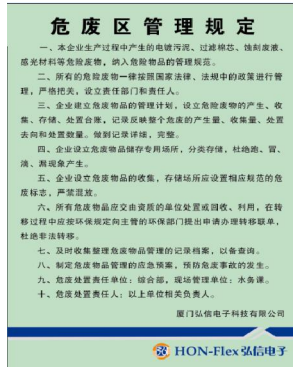 危废区管理规定
一、本企业生产过程中产生的电镀污泥、过滤棉芯、蚀刻废液、
感光材料等危险废物，纳入危险物品的管理规范。
二、所有的危险废物一律按照国家法律、法规中的政策进行管
理，严格把关，设立责任部门和责任人。
三、企业建立危废物品的管理计划，设立危险废物的产生、收
集、存储、处置台账，记录反映整个危废的产生量、收集量、处置
去向和处置数量。做到记录详细，完整。
四、企业设立危废物品储存专用场所，分类存储，杜绝跑、冒、
滴、漏现象产生。
五、企业设立危废物品的收集，存储场所应设置相应规范的危
废标志，严禁混放。
六、所有危废物品应交由资质的单位处置或回收、利用，在转
移过程中应按环保规定向主管的环保部门提出申请办理转移联单，
杜绝非法转移。
七、及时收集整理危废物品管理的记录档案，以备查询。
八、制定危废物品管理的应急预案，预防危废事故的发生。
九、危废处置责任单位：综合部，现场管理单位：水务课。
十、危废处置责任人：以上单位相关负责人。
厦门弘信电子科技有限公司
HON-Flex 弘信电子